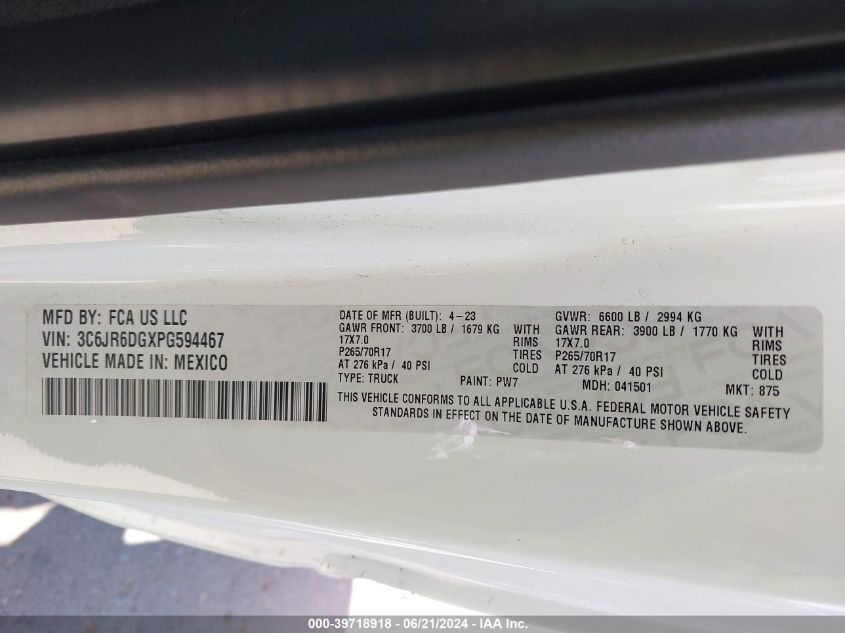 MFD BY: FCA US LLC
VIN: 3C6JR6DGXPG594467
VEHICLE MADE IN: MEXICO
DATE OF MFR (BUILT): 4-23
GAWR FRONT: 3700 LB / 1679 KG WITH
17X7.0 RIMS
P265/70R17 TIRES
AT 276 kPa / 40 PSI COLD
TYPE: TRUCK PAINT: PW7
GVWR: 6600 LB / 2994 KG
GAWR REAR: 3900 LB / 1770 KG WITH
17X7.0 RIMS
P265/70R17 TIRES
AT 276 kPa / 40 PSI COLD
MDH: 041501 MKT: 875
THIS VEHICLE CONFORMS TO ALL APPLICABLE U.S.A. FEDERAL MOTOR VEHICLE SAFETY
STANDARDS IN EFFECT ON THE DATE OF MANUFACTURE SHOWN ABOVE.
000-39718918 - 06/21/2024 - IAAI Inc.